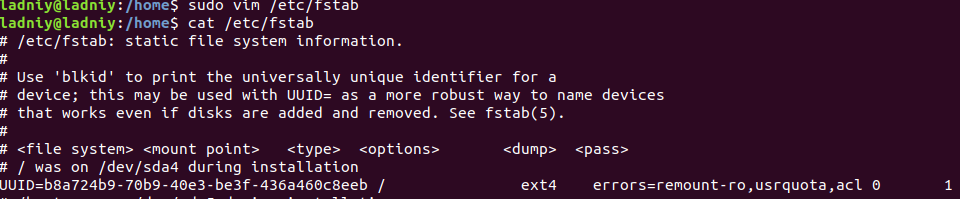 ladniy@ladniy:/home$ sudo vim /etc/fstab
ladniy@ladniy:/home$ cat /etc/fstab
# /etc/fstab: static file system information.
#
# Use 'blkid' to print the universally unique identifier for a
# device; this may be used with UUID= as a more robust way to name devices
# that works even if disks are added and removed. See fstab(5).
#
# <file system> <mount point>   <type>  <options>       <dump>  <pass>
# / was on /dev/sda4 during installation
UUID=b8a724b9-70b9-40e3-be3f-436a460c8eeb /               ext4    errors=remount-ro,usrquota,acl 0       1